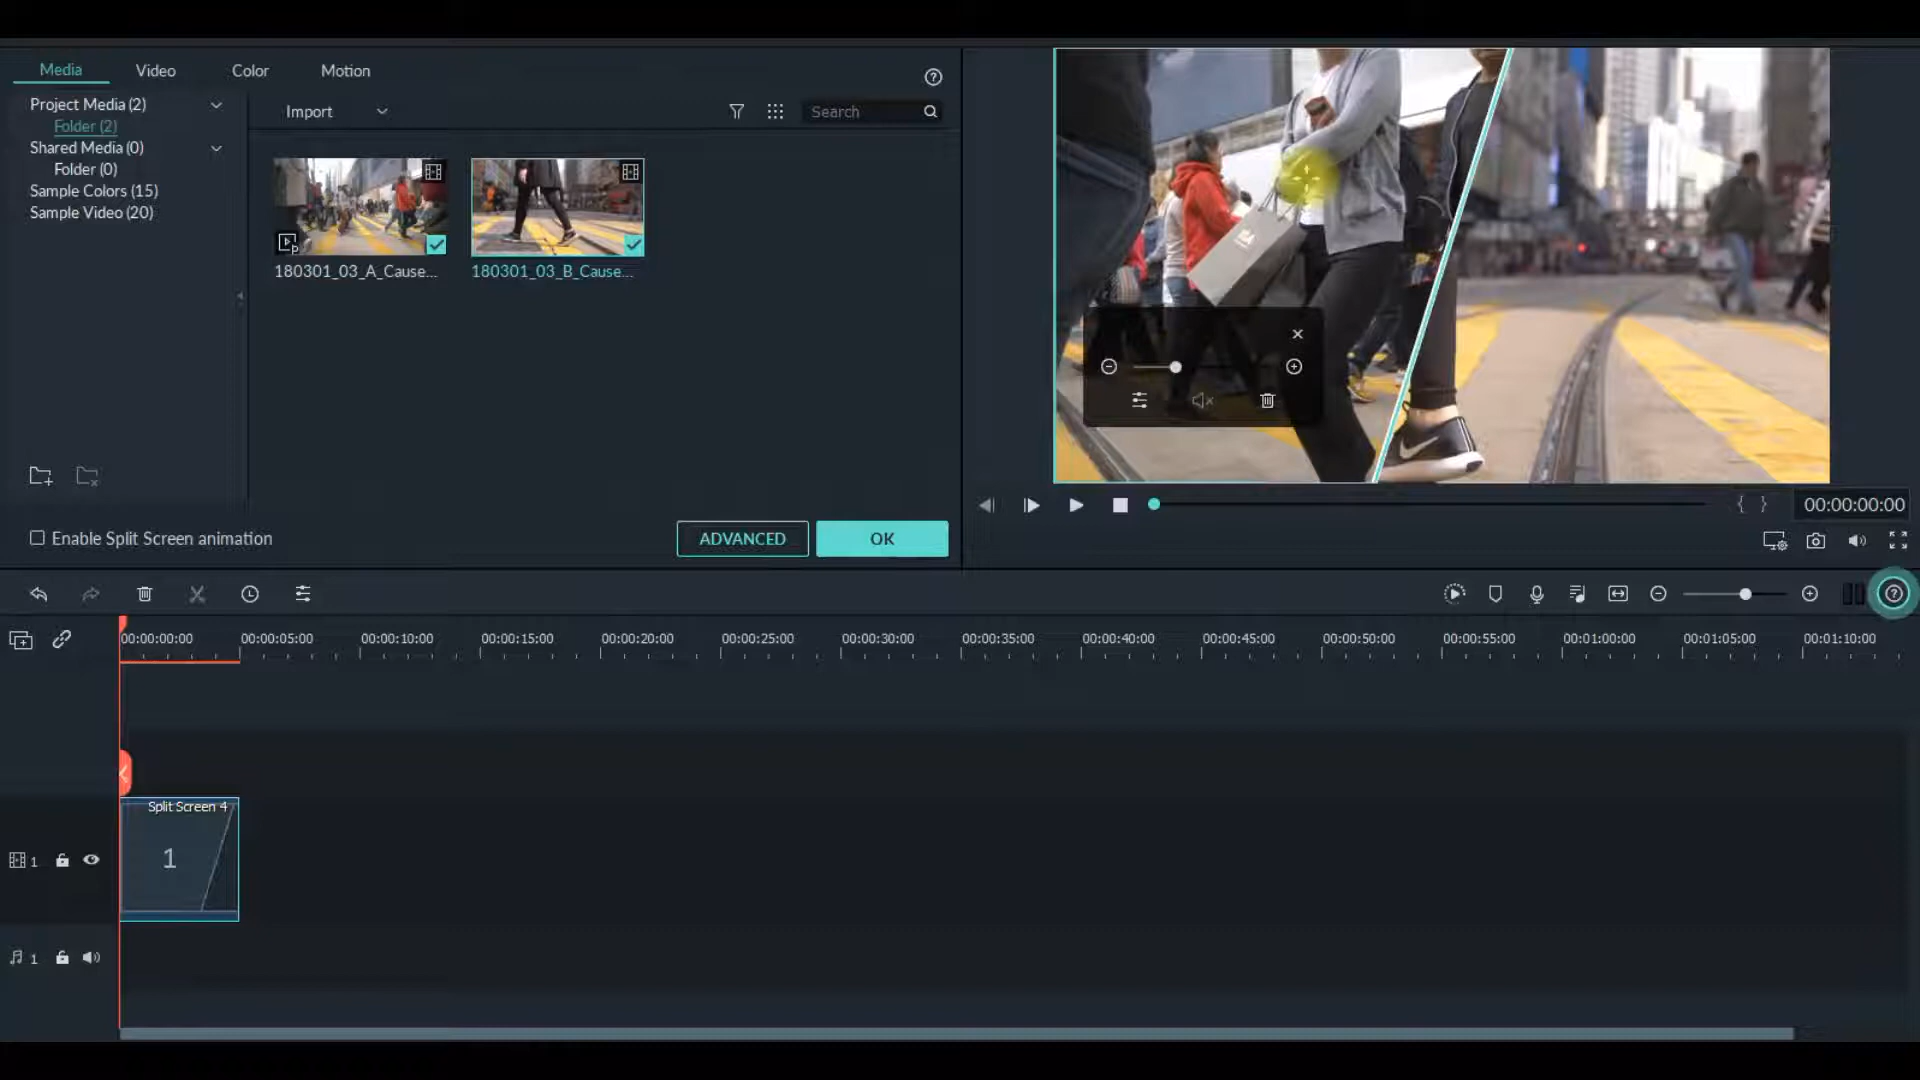 Media Video Color Motion
Project Media (2)
Folder (2)
Shared Media (0)
Folder (0)
Sample Colors (15)
Sample Video (20)
Import
Search
180301_03_A_Cause...
180301_03_B_Cause...
Enable Split Screen animation
ADVANCED
OK
{ }
00:00:00:00
00:00:00:00 00:00:05:00 00:00:10:00 00:00:15:00 00:00:20:00 00:00:25:00 00:00:30:00 00:00:35:00 00:00:40:00 00:00:45:00 00:00:50:00 00:00:55:00 00:01:00:00 00:01:05:00 00:01:10:00
Split Screen 4
1
1
1